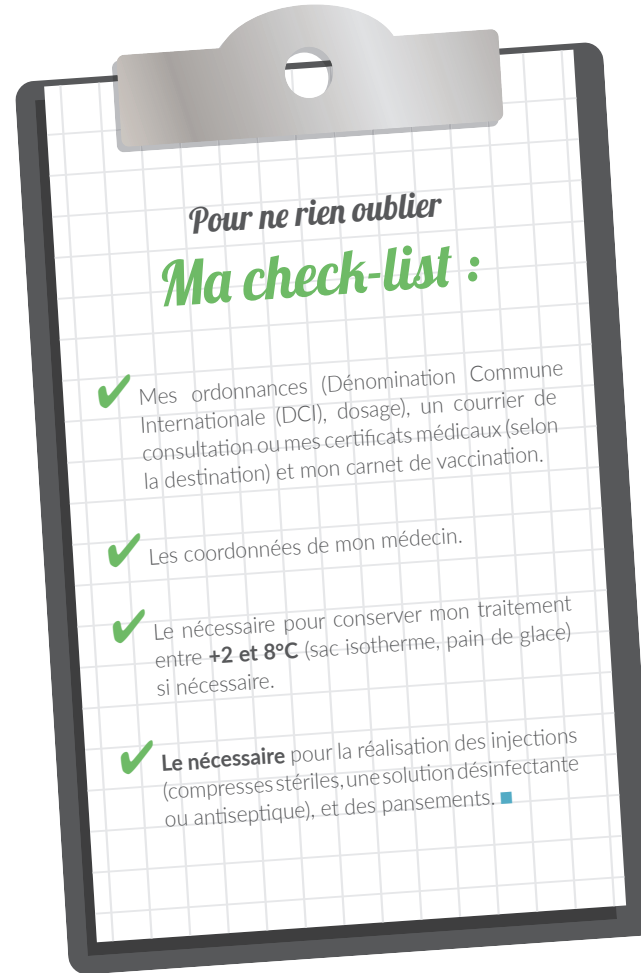 Pour ne rien oublier
Ma check-list :
✔ Mes ordonnances (Dénomination Commune
Internationale (DCI), dosage), un courrier de
consultation ou mes certificats médicaux (selon
la destination) et mon carnet de vaccination.
✔ Les coordonnées de mon médecin.
✔ Le nécessaire pour conserver mon traitement
entre +2 et 8°C (sac isotherme, pain de glace)
si nécessaire.
✔ Le nécessaire pour la réalisation des injections
(compresses stériles, une solution désinfectante
ou antiseptique), et des pansements. ■